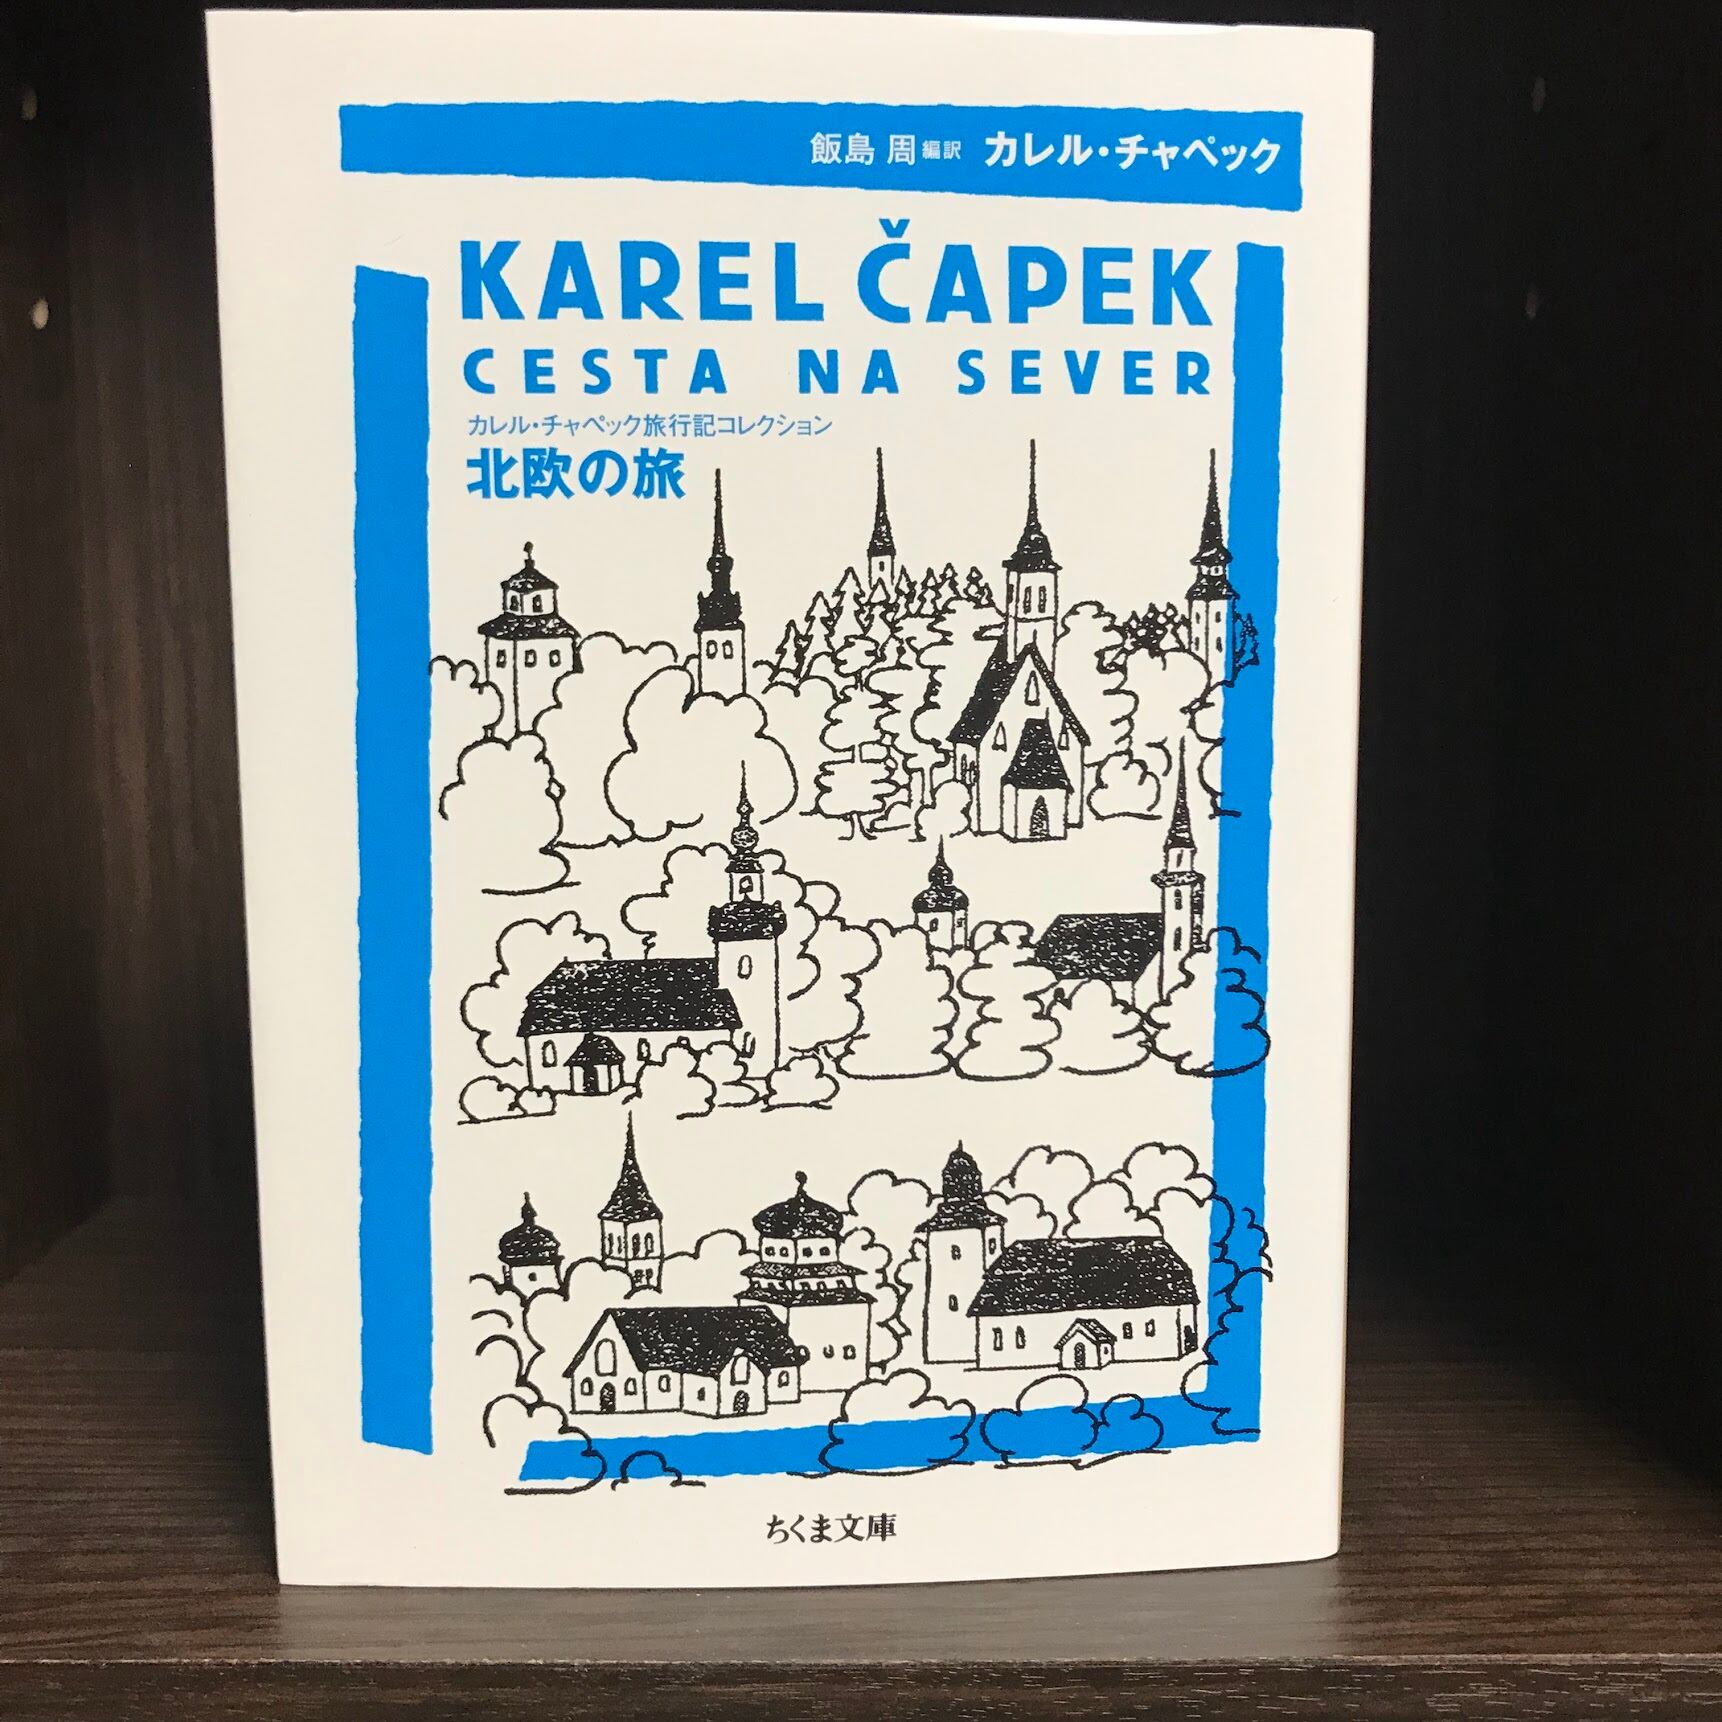 飯島 周 編訳 カレル・チャペック
KAREL ČAPEK
CESTA NA SEVER
カレル・チャペック旅行記コレクション
北欧の旅
ちくま文庫